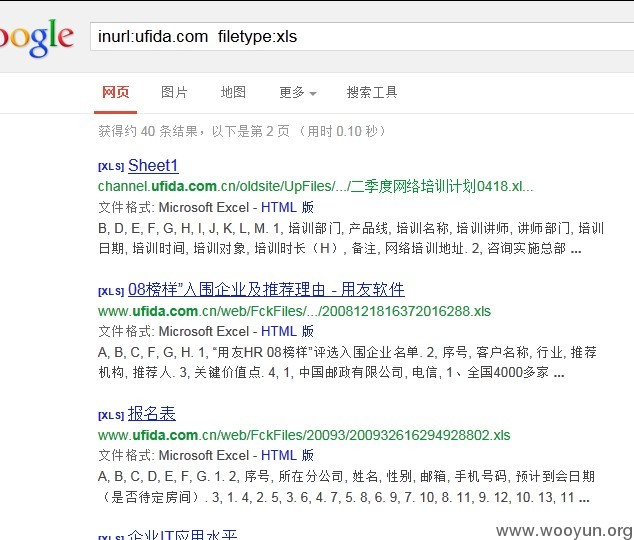 oogle
inurl:ufida.com filetype:xls
网页 图片 地图 更多 搜索工具
获得约 40 条结果，以下是第 2 页 （用时 0.10 秒）
[XLS] Sheet1
channel.ufida.com.cn/oldsite/UpFiles/.../二季度网络培训计划0418.xl...
文件格式: Microsoft Excel - HTML 版
B, D, E, F, G, H, I, J, K, L, M. 1, 培训部门, 产品线, 培训名称, 培训讲师, 讲师部门, 培训
日期, 培训时间, 培训对象, 培训时长（H）, 备注, 网络培训地址. 2, 咨询实施总部 ...
[XLS] 08榜样”入围企业及推荐理由 - 用友软件
www.ufida.com.cn/web/FckFiles/.../2008121816372016288.xls
文件格式: Microsoft Excel - HTML 版
A, B, C, F, G, H. 1, “用友HR 08榜样”评选入围企业名单. 2, 序号, 客户名称, 行业, 推荐
机构, 推荐人. 3, 关键价值点. 4, 1, 中国邮政有限公司, 电信, 1、全国4000多家 ...
[XLS] 报名表
www.ufida.com.cn/web/FckFiles/20093/200932616294928802.xls
文件格式: Microsoft Excel - HTML 版
A, B, C, D, E, F, G. 1. 2, 序号, 所在分公司, 姓名, 性别, 邮箱, 手机号码, 预计到会日期
（是否待定房间）. 3, 1. 4, 2. 5, 3. 6, 4. 7, 5. 8, 6. 9, 7. 10, 8. 11, 9. 12, 10. 13, 11 ...
[XLS] 企业IT应用水平
www.wooyun.org